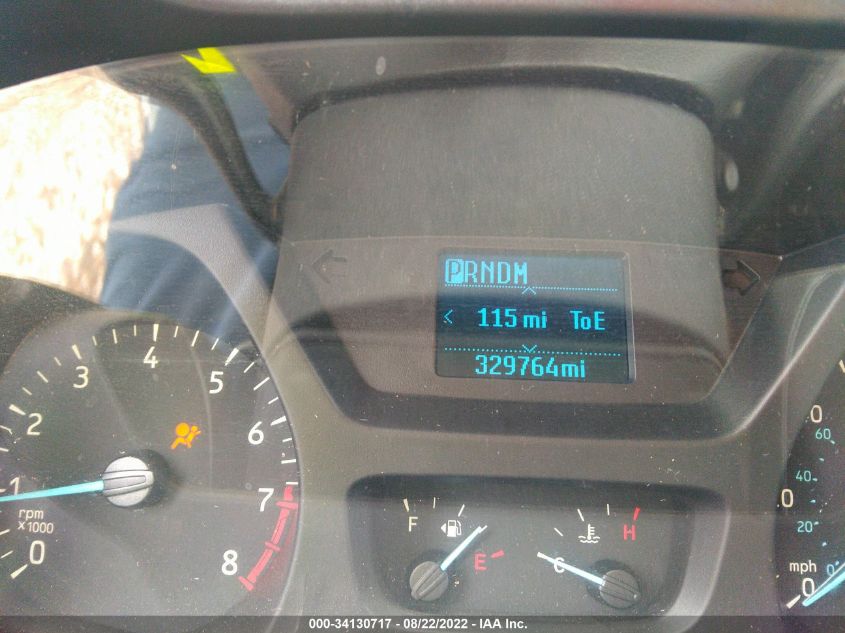 PRNDM
< 115 mi ToE
329764mi
0 1 2 3 4 5 6 7 8
rpm
x1000
F E
C H
0
60
40
0
20
mph
0
0
000-34130717 - 08/22/2022 - IAA Inc.